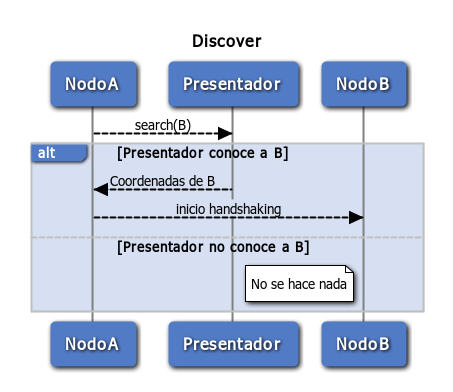 Discover
NodoA Presentador NodoB
search(B)
alt [Presentador conoce a B]
Coordenadas de B
inicio handshaking
[Presentador no conoce a B]
No se hace nada
NodoA Presentador NodoB